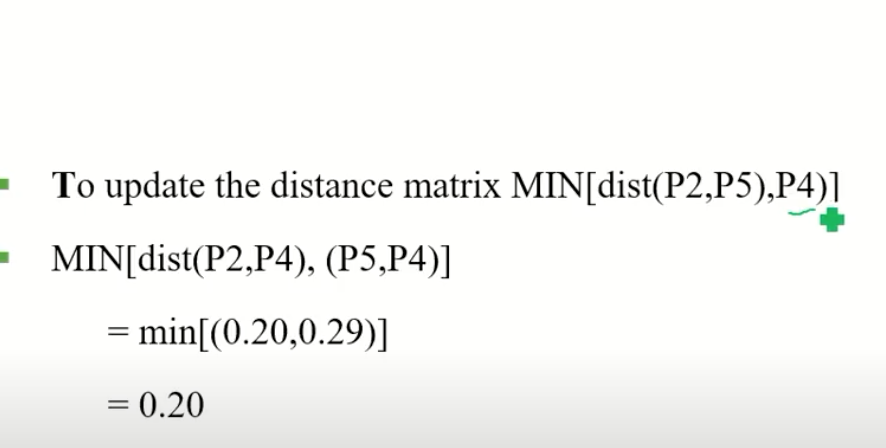 To update the distance matrix MIN[dist(P2,P5),P4)]
MIN[dist(P2,P4), (P5,P4)]
= min[(0.20,0.29)]
= 0.20